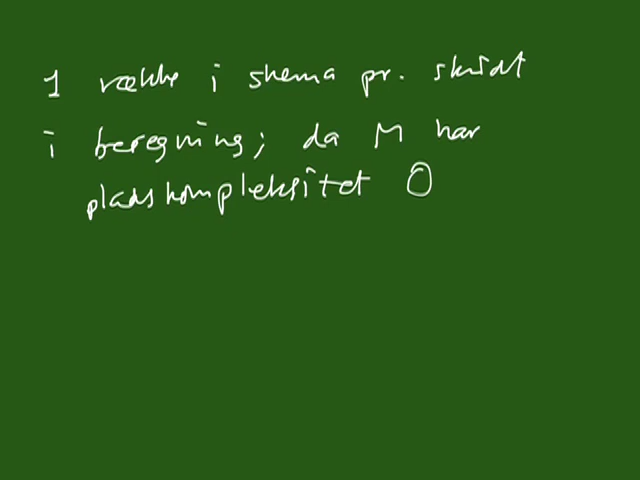 1 række i skema pr. skridt
i beregning; da M har
pladskompleksitet O